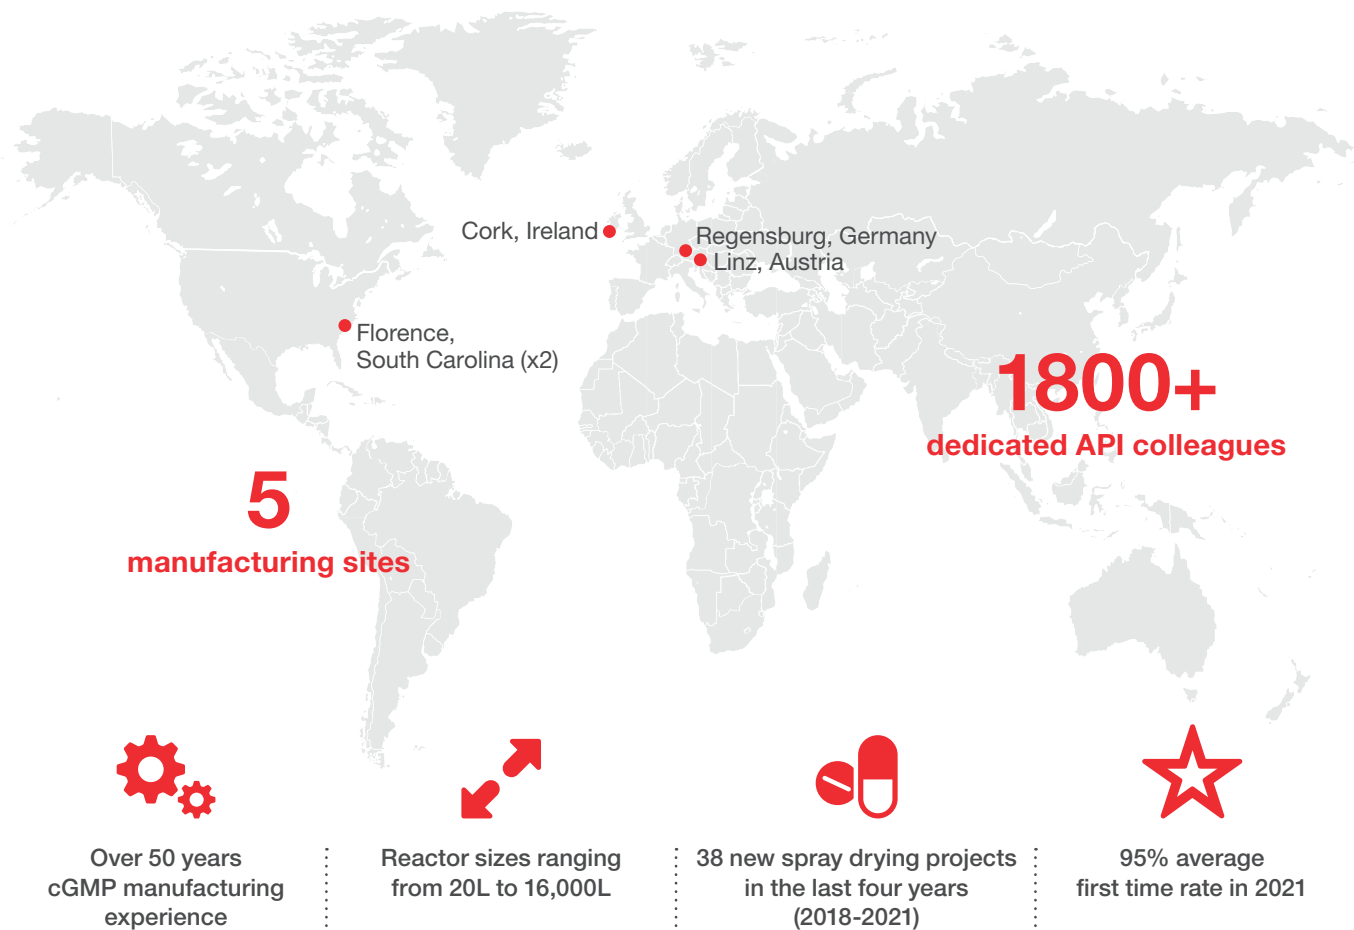 Cork, Ireland
Regensburg, Germany
Linz, Austria
Florence,
South Carolina (x2)
1800+
dedicated API colleagues
5
manufacturing sites
Over 50 years
cGMP manufacturing
experience
Reactor sizes ranging
from 20L to 16,000L
38 new spray drying projects
in the last four years
(2018-2021)
95% average
first time rate in 2021